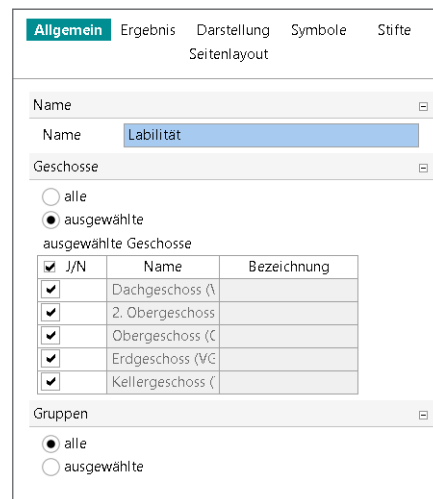 Allgemein Ergebnis Darstellung Symbole Stifte
Seitenlayout
Name
Name Labilität
Geschosse
alle
ausgewählte
ausgewählte Geschosse
J/N Name Bezeichnung
Dachgeschoss
2. Obergeschoss
Obergeschoss
Erdgeschoss
Kellergeschoss
Gruppen
alle
ausgewählte